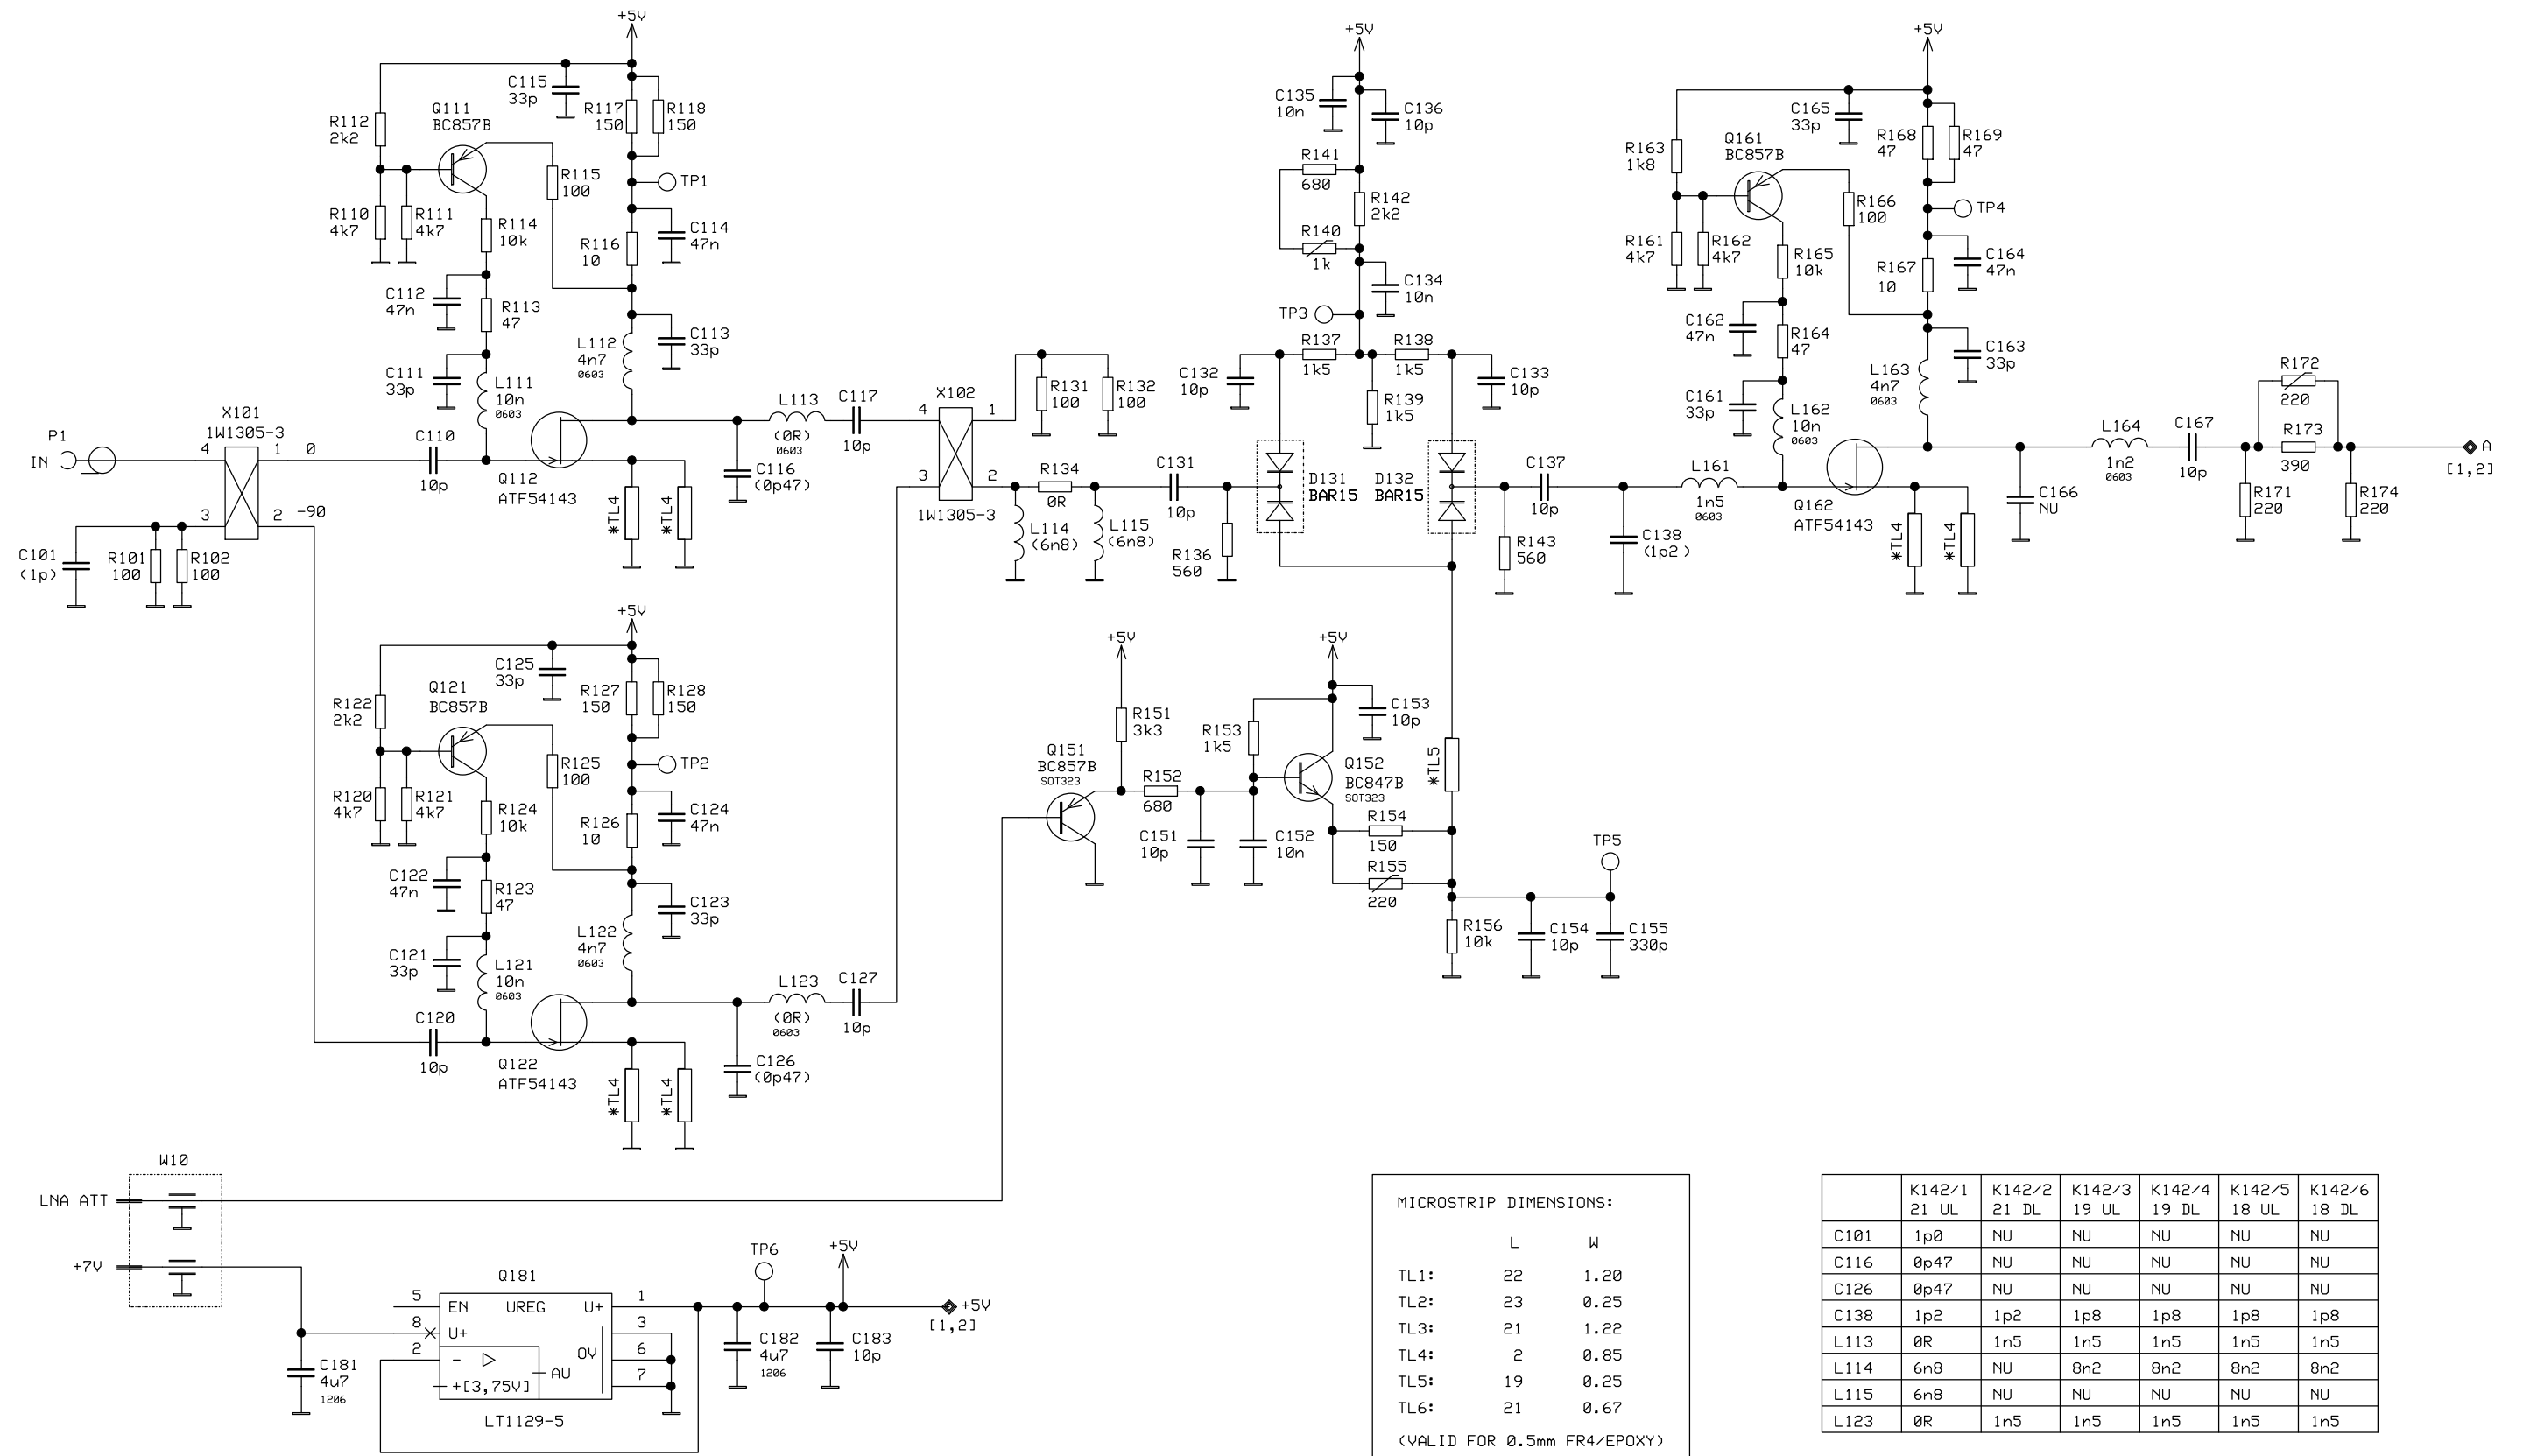 +5V
C115
33p
R117
150
R118
150
Q111
BC857B
R112
2k2
R115
100
TP1
R110
4k7
R111
4k7
R114
10k
C114
47n
R116
10
C112
47n
R113
47
C113
33p
L112
4n7
0603
C111
33p
L111
10n
0603
X101
1W1305-3
P1
IN
4
1
0
3
2
-90
C110
10p
Q112
ATF54143
*TL4
*TL4
C101
(1p)
R101
100
R102
100
L113
(0R)
0603
C117
10p
C116
(0p47)
X102
4
1
3
2
1W1305-3
R131
100
R132
100
R134
0R
L114
(6n8)
L115
(6n8)
C131
10p
R136
560
+5V
C135
10n
C136
10p
R141
680
R142
2k2
R140
1k
C134
10n
TP3
R137
1k5
R138
1k5
C132
10p
C133
10p
R139
1k5
D131
BAR15
D132
BAR15
C137
10p
R143
560
C138
(1p2 )
L161
1n5
0603
+5V
C165
33p
R168
47
R169
47
Q161
BC857B
R163
1k8
R166
100
TP4
R161
4k7
R162
4k7
R165
10k
C164
47n
R167
10
C162
47n
R164
47
C163
33p
L163
4n7
0603
C161
33p
L162
10n
0603
Q162
ATF54143
*TL4
*TL4
C166
NU
L164
1n2
0603
C167
10p
R172
220
R173
390
R171
220
R174
220
A
[1,2]
+5V
C125
33p
R127
150
R128
150
Q121
BC857B
R122
2k2
R125
100
TP2
R120
4k7
R121
4k7
R124
10k
C124
47n
R126
10
C122
47n
R123
47
C123
33p
L122
4n7
0603
C121
33p
L121
10n
0603
C120
10p
Q122
ATF54143
*TL4
*TL4
L123
(0R)
0603
C127
10p
C126
(0p47)
+5V
R151
3k3
Q151
BC857B
SOT323
R152
680
C151
10p
C152
10n
+5V
R153
1k5
C153
10p
Q152
BC847B
SOT323
*TL5
R154
150
R155
220
TP5
R156
10k
C154
10p
C155
330p
W10
LNA ATT
+7V
C181
4u7
1206
Q181
5
EN
UREG
U+
1
8
U+
3
2
-
0V
6
+[3,75V]
AU
7
LT1129-5
TP6
+5V
C182
4u7
1206
C183
10p
+5V
[1,2]
MICROSTRIP DIMENSIONS:
L W
TL1: 22 1.20
TL2: 23 0.25
TL3: 21 1.22
TL4: 2 0.85
TL5: 19 0.25
TL6: 21 0.67
(VALID FOR 0.5mm FR4/EPOXY)
K142/1 K142/2 K142/3 K142/4 K142/5 K142/6
21 UL 21 DL 19 UL 19 DL 18 UL 18 DL
C101 1p0 NU NU NU NU NU
C116 0p47 NU NU NU NU NU
C126 0p47 NU NU NU NU NU
C138 1p2 1p2 1p8 1p8 1p8 1p8
L113 0R 1n5 1n5 1n5 1n5 1n5
L114 6n8 NU 8n2 8n2 8n2 8n2
L115 6n8 NU NU NU NU NU
L123 0R 1n5 1n5 1n5 1n5 1n5